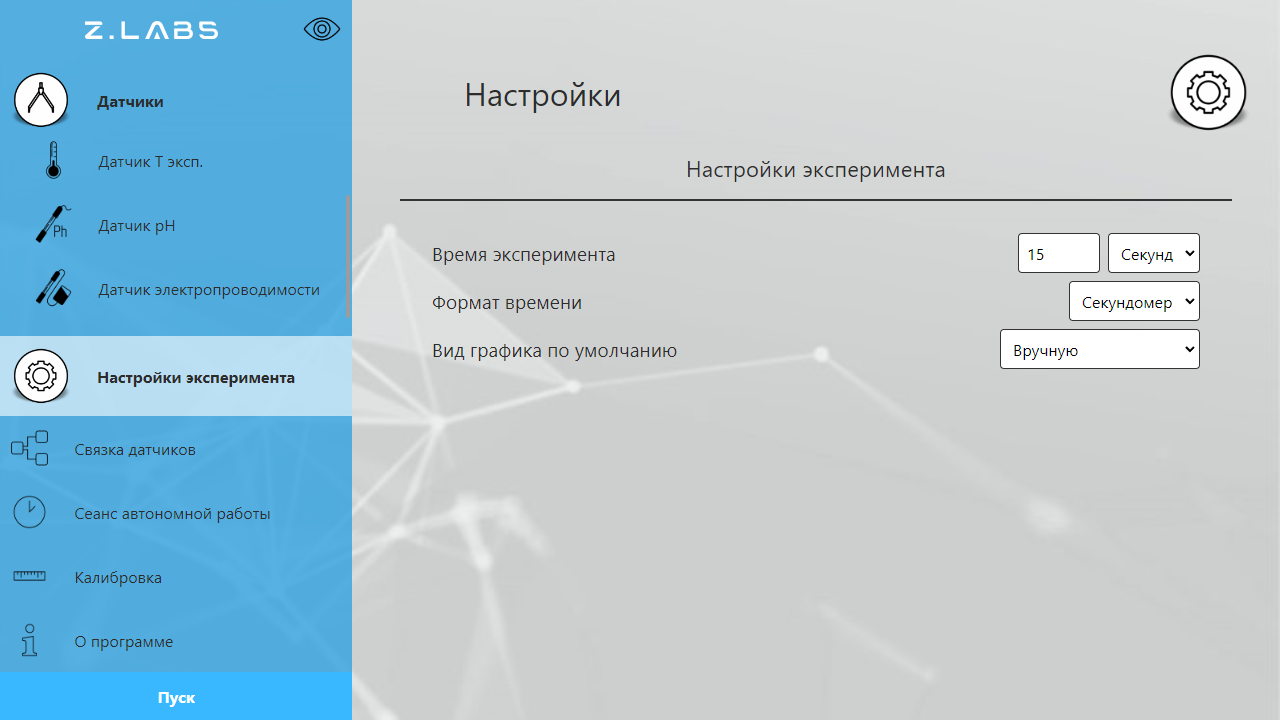 Z.LABS
Датчики
Датчик Т эксп.
Ph
Датчик pH
Датчик электропроводимости
Настройки эксперимента
Связка датчиков
Сеанс автономной работы
Калибровка
О программе
Пуск
Настройки
Настройки эксперимента
Время эксперимента 15 Секунд
Формат времени Секундомер
Вид графика по умолчанию Вручную